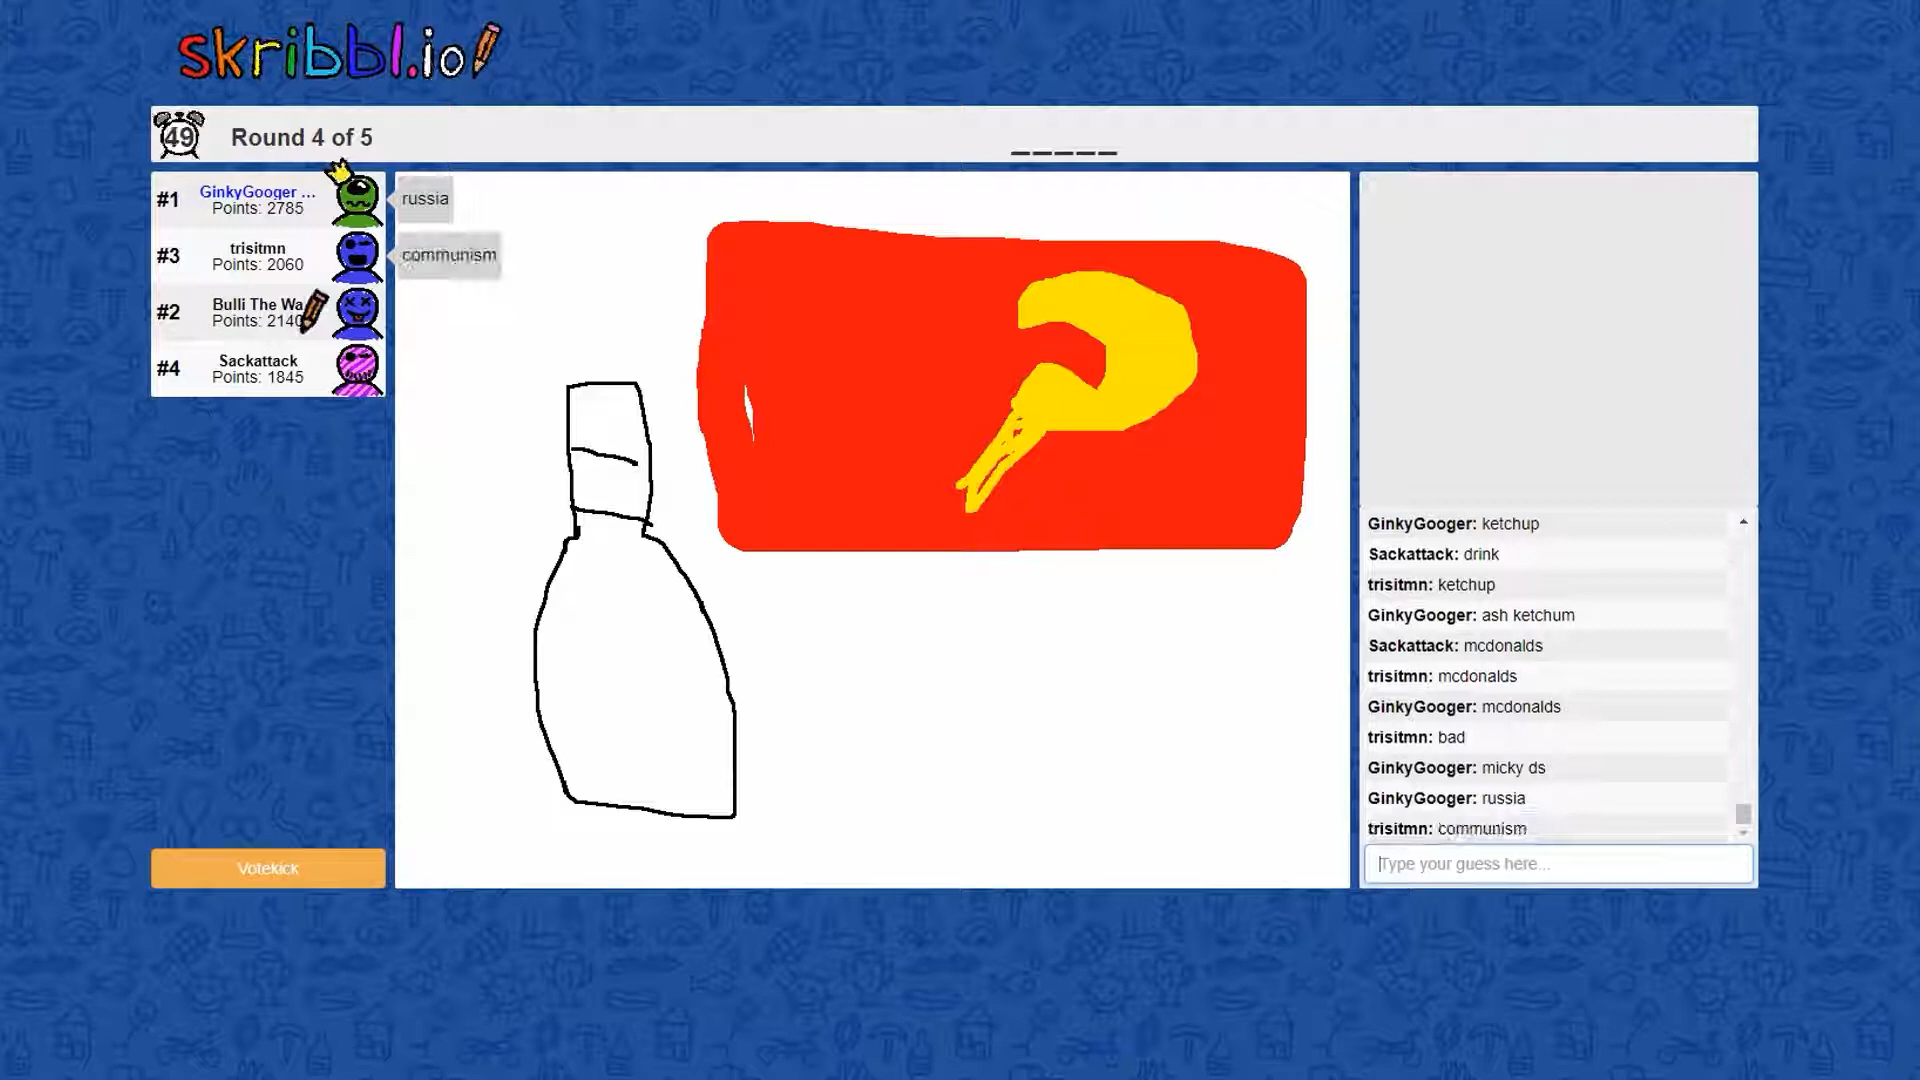 skribbl.io
49
Round 4 of 5
_____
#1
GinkyGooger ...
Points: 2785
russia
#3
trisitmn
Points: 2060
communism
#2
Bulli The Wa
Points: 2140
#4
Sackattack
Points: 1845
GinkyGooger: ketchup
Sackattack: drink
trisitmn: ketchup
GinkyGooger: ash ketchum
Sackattack: mcdonalds
trisitmn: mcdonalds
GinkyGooger: mcdonalds
trisitmn: bad
GinkyGooger: micky ds
GinkyGooger: russia
trisitmn: communism
Type your guess here...
Votekick